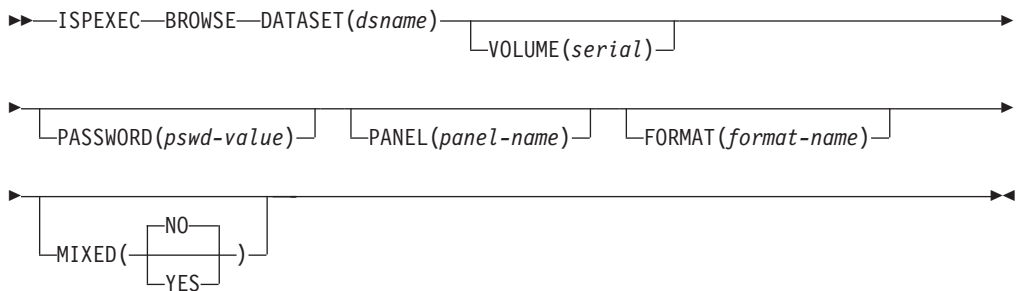 ISPEXEC BROWSE DATASET(dsname)
VOLUME(serial)
PASSWORD(pswd-value) PANEL(panel-name) FORMAT(format-name)
NO
MIXED( )
YES